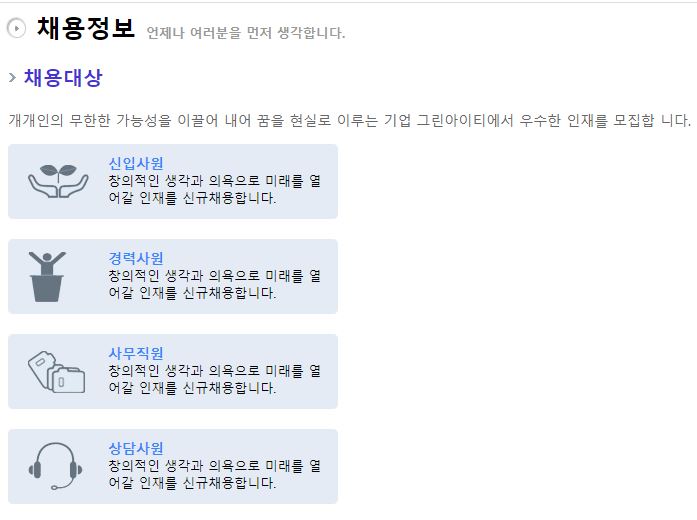 채용정보 언제나 여러분을 먼저 생각합니다.
채용대상
개개인의 무한한 가능성을 이끌어 내어 꿈을 현실로 이루는 기업 그린아이티에서 우수한 인재를 모집합 니다.
신입사원
창의적인 생각과 의욕으로 미래를 열
어갈 인재를 신규채용합니다.
경력사원
창의적인 생각과 의욕으로 미래를 열
어갈 인재를 신규채용합니다.
사무직원
창의적인 생각과 의욕으로 미래를 열
어갈 인재를 신규채용합니다.
상담사원
창의적인 생각과 의욕으로 미래를 열
어갈 인재를 신규채용합니다.